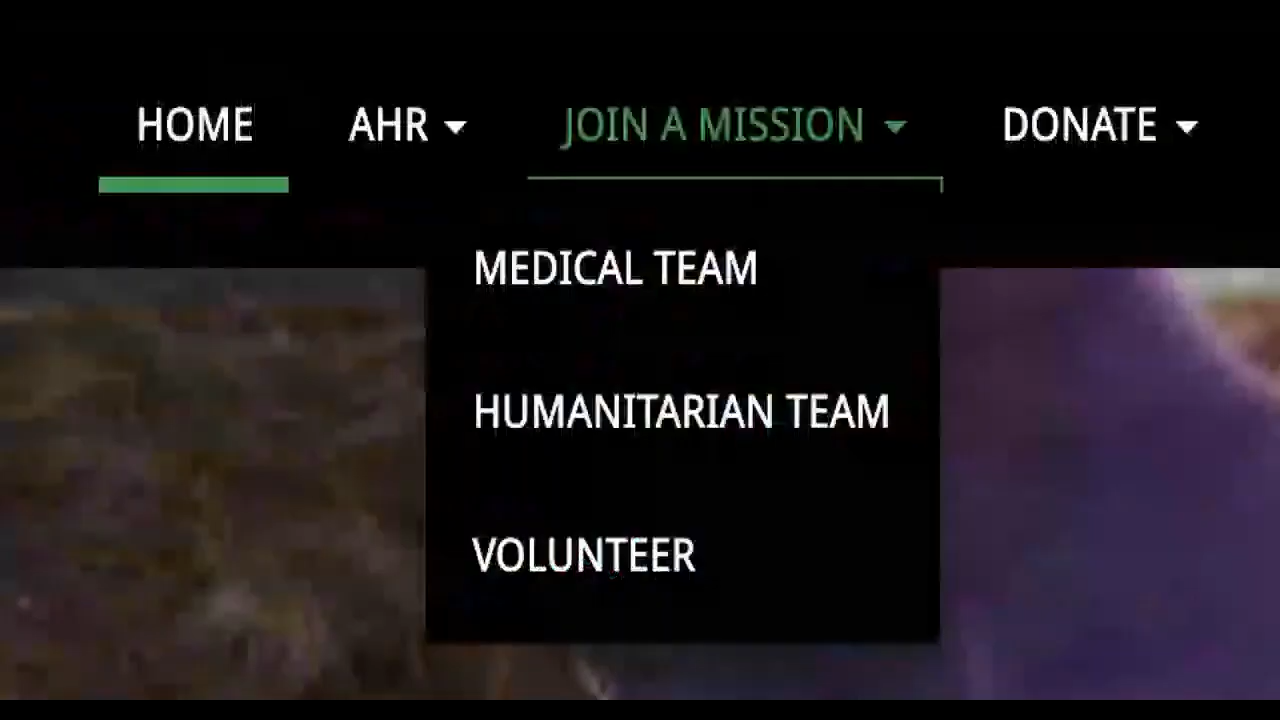 HOME AHR JOIN A MISSION DONATE
MEDICAL TEAM
HUMANITARIAN TEAM
VOLUNTEER